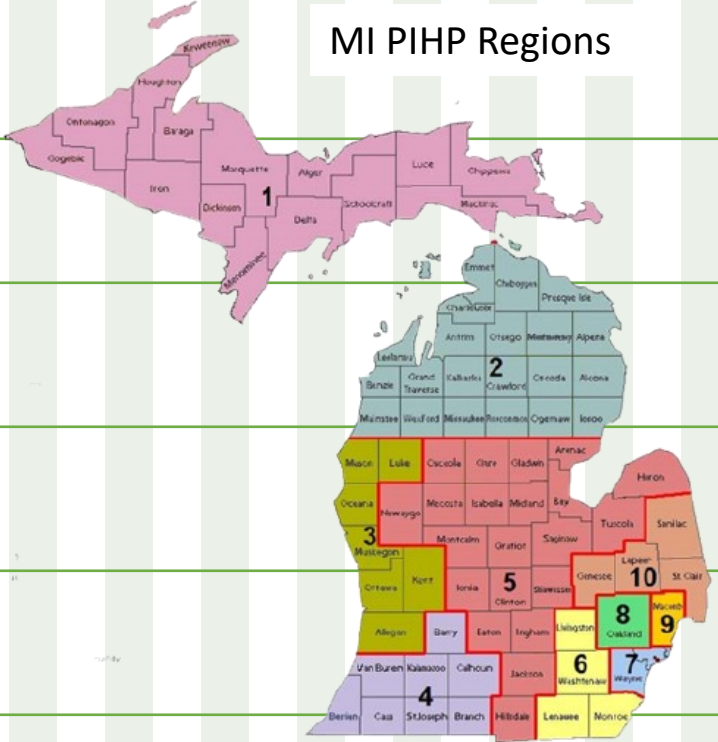 MI PIHP Regions
Keweenaw
Houghton
Ontonagon
Baraga
Gogebic
Marquette
Alger
Luce
Chippewa
Iron
1
Dickinson
Schoolcraft
Mackinac
Delta
Menominee
Emmet
Cheboygan
Presque Isle
Charlevoix
Antrim
Otsego
Montmorency
Alpena
Leelanau
2
Benzie
Grand
Traverse
Kalkaska
Crawford
Oscoda
Alcona
Manistee
Wexford
Missaukee
Roscommon
Ogemaw
Iosco
Mason
Lake
Osceola
Clare
Gladwin
Arenac
Huron
Oceana
Newaygo
Mecosta
Isabella
Midland
Bay
Tuscola
Sanilac
3
Muskegon
Montcalm
Gratiot
Saginaw
Lapeer
Genesee
10
St. Clair
Ottawa
Kent
Ionia
5
Clinton
Shiawassee
8
Oakland
Macomb
9
Allegan
Barry
Eaton
Ingham
Livingston
Van Buren
Kalamazoo
Calhoun
Jackson
6
Washtenaw
7
Wayne
4
Berien
Cass
St.Joseph
Branch
Hillsdale
Lenawee
Monroe